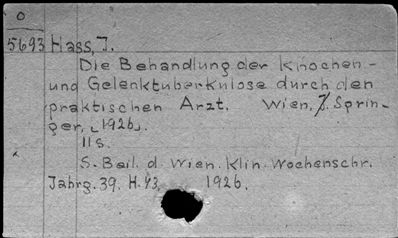 O
5693 Hass, J.
Die Behandlung der Knochen-
und Gelenktuberkulose durch den
praktischen Arzt. Wien, J. Sprin-
ger, [1926].
11 s.
S. Beil. d. Wien. Klin. Wochenschr.
Jahrg. 39. H. 43. 1926.